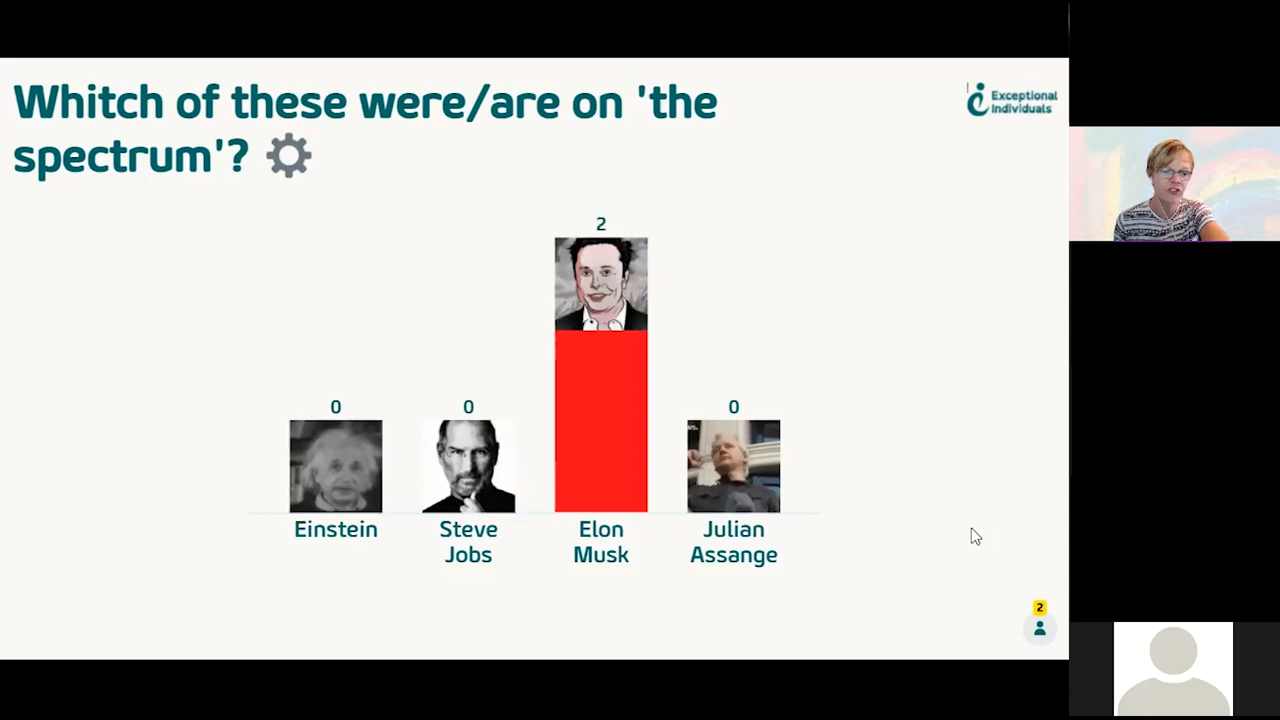 Whitch of these were/are on 'the
spectrum'?
Exceptional
Individuals
2
0
0
0
Einstein
Steve
Jobs
Elon
Musk
Julian
Assange
2